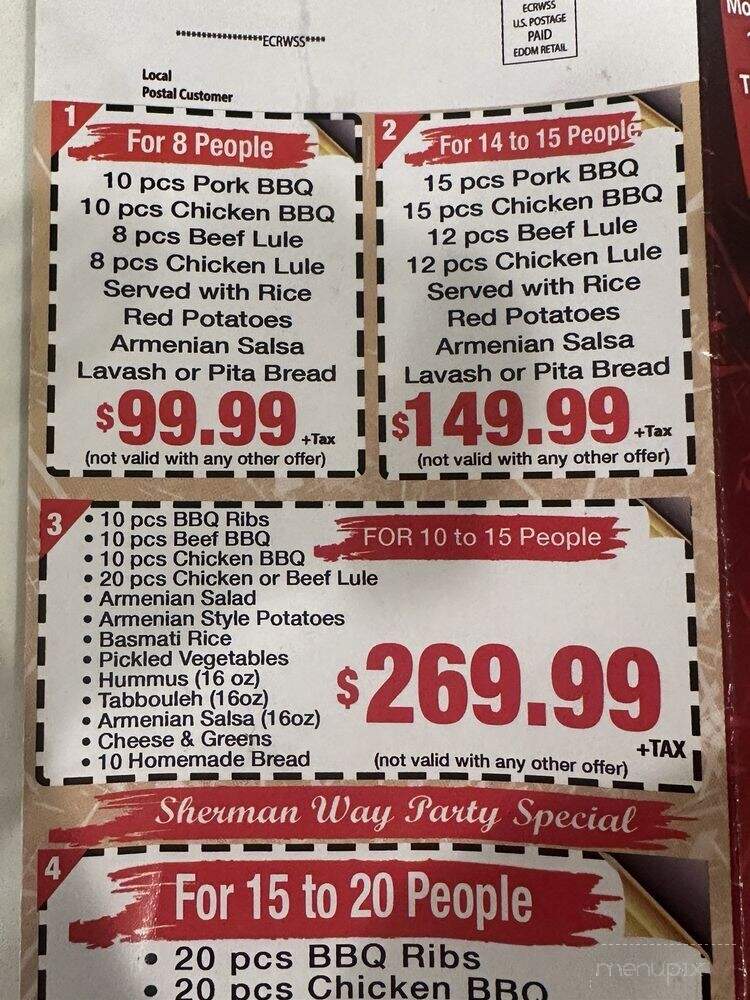 ECRWSS
U.S. POSTAGE
PAID
EDDM RETAIL
*****************ECRWSS****
Local
Postal Customer
Mo
T
1
For 8 People
10 pcs Pork BBQ
10 pcs Chicken BBQ
8 pcs Beef Lule
8 pcs Chicken Lule
Served with Rice
Red Potatoes
Armenian Salsa
Lavash or Pita Bread
$99.99 +Tax
(not valid with any other offer)
2
For 14 to 15 People
15 pcs Pork BBQ
15 pcs Chicken BBQ
12 pcs Beef Lule
12 pcs Chicken Lule
Served with Rice
Red Potatoes
Armenian Salsa
Lavash or Pita Bread
$149.99 +Tax
(not valid with any other offer)
3
• 10 pcs BBQ Ribs
• 10 pcs Beef BBQ
• 10 pcs Chicken BBQ
• 20 pcs Chicken or Beef Lule
• Armenian Salad
• Armenian Style Potatoes
• Basmati Rice
• Pickled Vegetables
• Hummus (16 oz)
• Tabbouleh (16oz)
• Armenian Salsa (16oz)
• Cheese & Greens
• 10 Homemade Bread
FOR 10 to 15 People
$269.99
+TAX
(not valid with any other offer)
Sherman Way Party Special
4
For 15 to 20 People
• 20 pcs BBQ Ribs
• 20 pcs Chicken BBQ
menupix